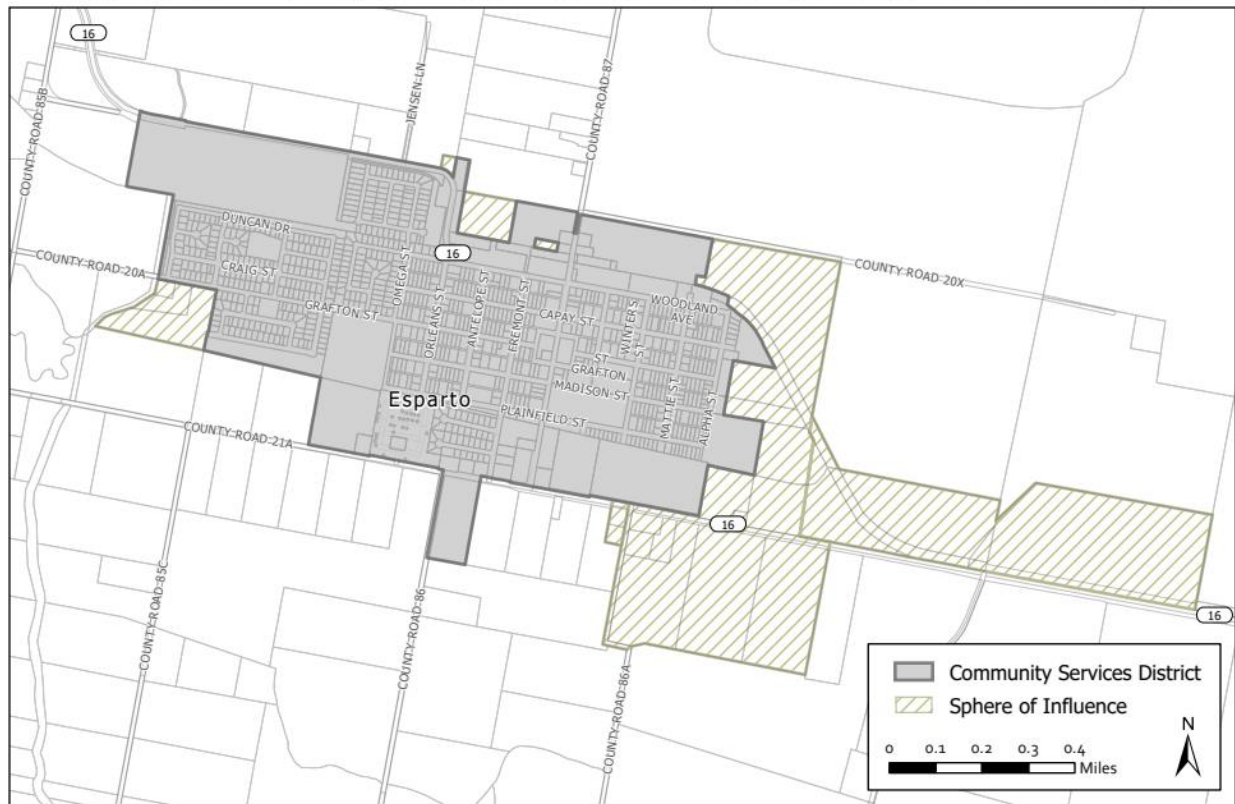 16
COUNTY ROAD 85B
JENSEN LN
COUNTY ROAD 87
DUNCAN DR
16
COUNTY ROAD 20A
CRAIG ST
OMEGA ST
GRAFTON ST
ORLEANS ST
ANTELOPE ST
FREMONT ST
CAPAY ST
WINTERS
ST
WOODLAND
AVE
COUNTY ROAD 20X
ST
GRAFTON
MADISON ST
MATTIE ST
ALPHA ST
Esparto
PLAINFIELD ST
COUNTY ROAD 21A
16
COUNTY ROAD 85C
COUNTY ROAD 86
COUNTY ROAD 86A
16
Community Services District
Sphere of Influence
N
0 0.1 0.2 0.3 0.4
Miles